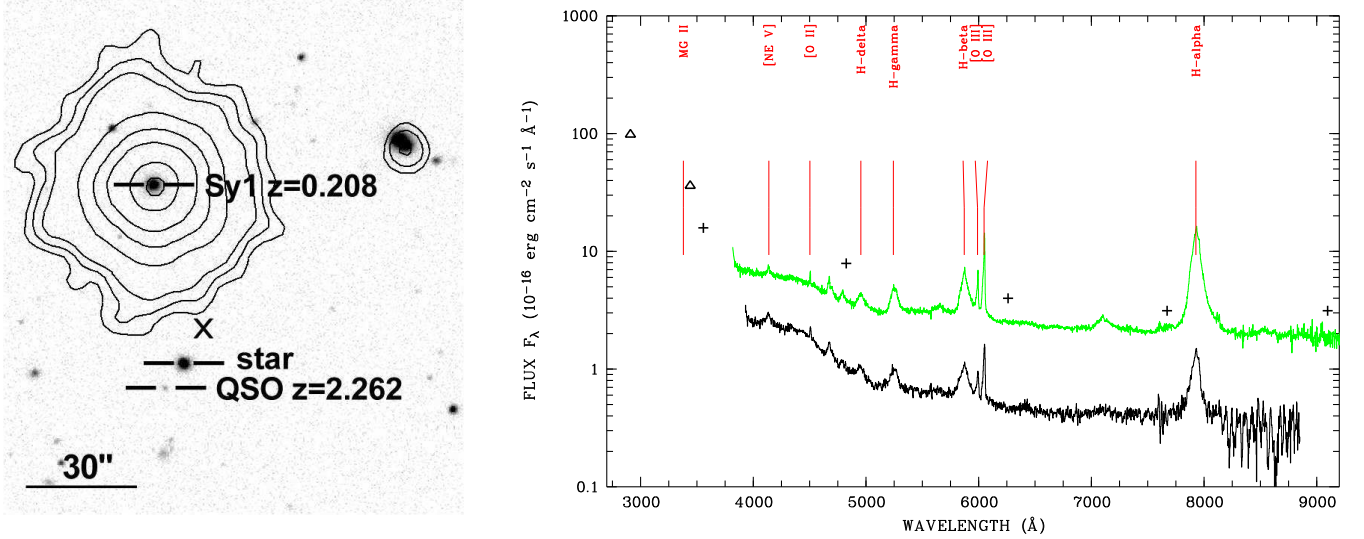 Sy1 z=0.208
X
star
QSO z=2.262
30"
1000
100
10
1
0.1
FLUX Fλ (10⁻¹⁶ erg cm⁻² s⁻¹ Å⁻¹)
MG II
[NE V]
[O II]
H-delta
H-gamma
H-beta
[O III]
[O III]
H-alpha
3000 4000 5000 6000 7000 8000 9000
WAVELENGTH (Å)